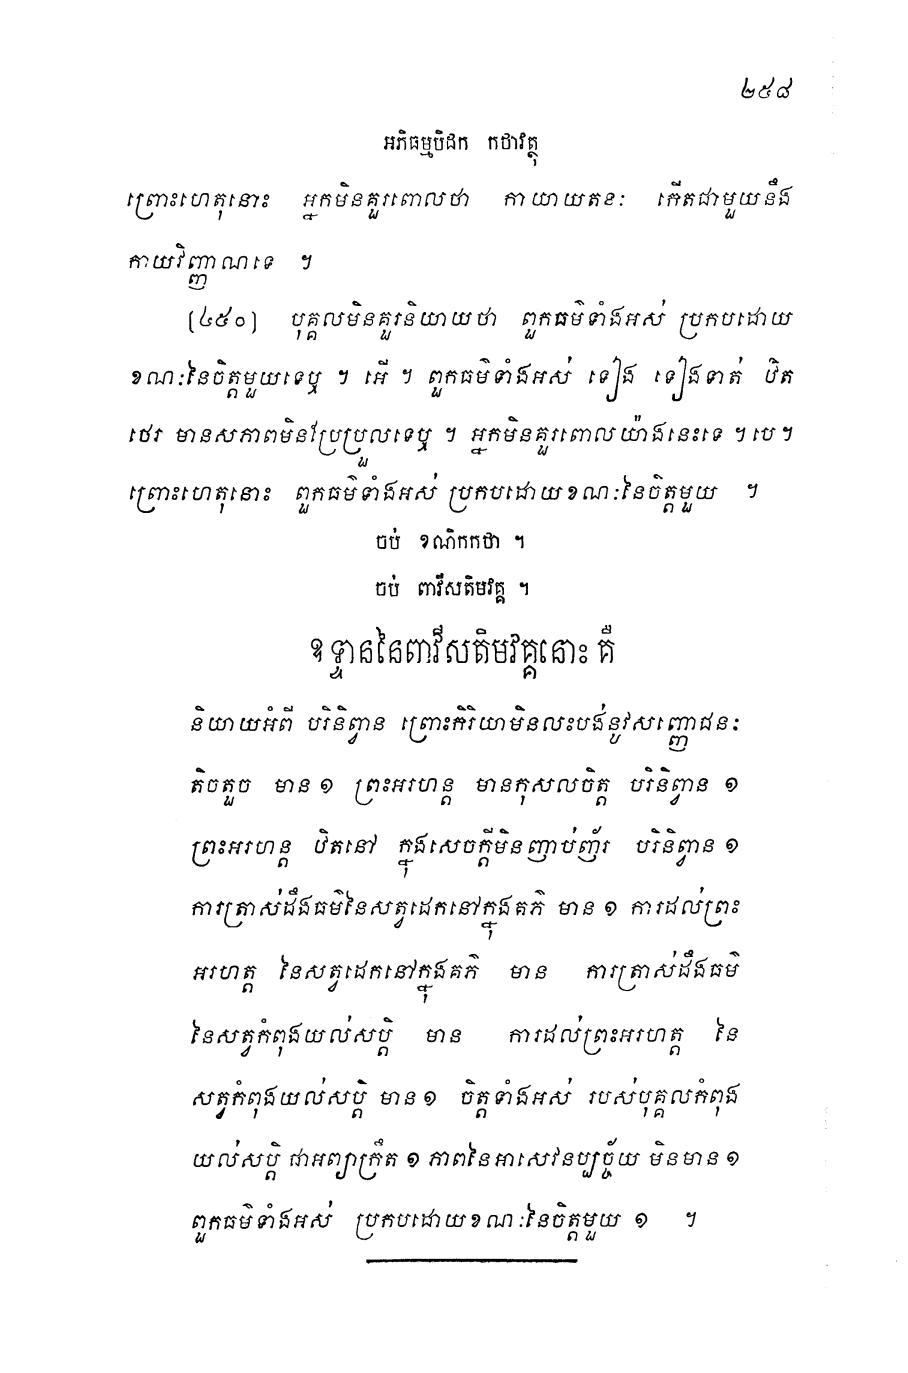 ២៥៨
អភិធម្មបិដក កថាវត្ថុ
ព្រោះហេតុនោះ អ្នកមិនគួរពោលថា កាយាយតនៈ កើតជាមួយនឹង
កាយវិញ្ញាណទេ ។
[៤៥០] បុគ្គលមិនគួរនិយាយថា ពួកធម៌ទាំងអស់ ប្រកបដោយ
ខណៈនៃចិត្តមួយទេឬ ។ អើ ។ ពួកធម៌ទាំងអស់ ទៀង ទៀងទាត់ ឋិត
ថេរ មានសភាពមិនប្រែប្រួលទេឬ ។ អ្នកមិនគួរពោលយ៉ាងនេះទេ ។ បេ ។
ព្រោះហេតុនោះ ពួកធម៌ទាំងអស់ ប្រកបដោយខណៈនៃចិត្តមួយ ។
ចប់ ខណិកកថា ។
ចប់ ពាវីសតិមវគ្គ ។
ឧទ្ទាននៃពាវីសតិមវគ្គនោះ គឺ
និយាយអំពី បរិនិព្វាន ព្រោះកិរិយាមិនលះបង់នូវសញ្ញោជនៈ
តិចតួច មាន ១ ព្រះអរហន្ត មានកុសលចិត្ត បរិនិព្វាន ១
ព្រះអរហន្ត ឋិតនៅ ក្នុងសេចក្តីមិនញាប់ញ័រ បរិនិព្វាន ១
ការត្រាស់ដឹងធម៌នៃសត្វដេកនៅក្នុងគភ៌ មាន ១ ការដល់ព្រះ
អរហត្ត នៃសត្វដេកនៅក្នុងគភ៌ មាន ការត្រាស់ដឹងធម៌
នៃសត្វកំពុងយល់សប្តិ មាន ការដល់ព្រះអរហត្ត នៃ
សត្វកំពុងយល់សប្តិ មាន ១ ចិត្តទាំងអស់ របស់បុគ្គលកំពុង
យល់សប្តិ ជាអព្យាក្រឹត ១ ភាពនៃអាសេវនប្បច្ច័យ មិនមាន ១
ពួកធម៌ទាំងអស់ ប្រកបដោយខណៈនៃចិត្តមួយ ១ ។